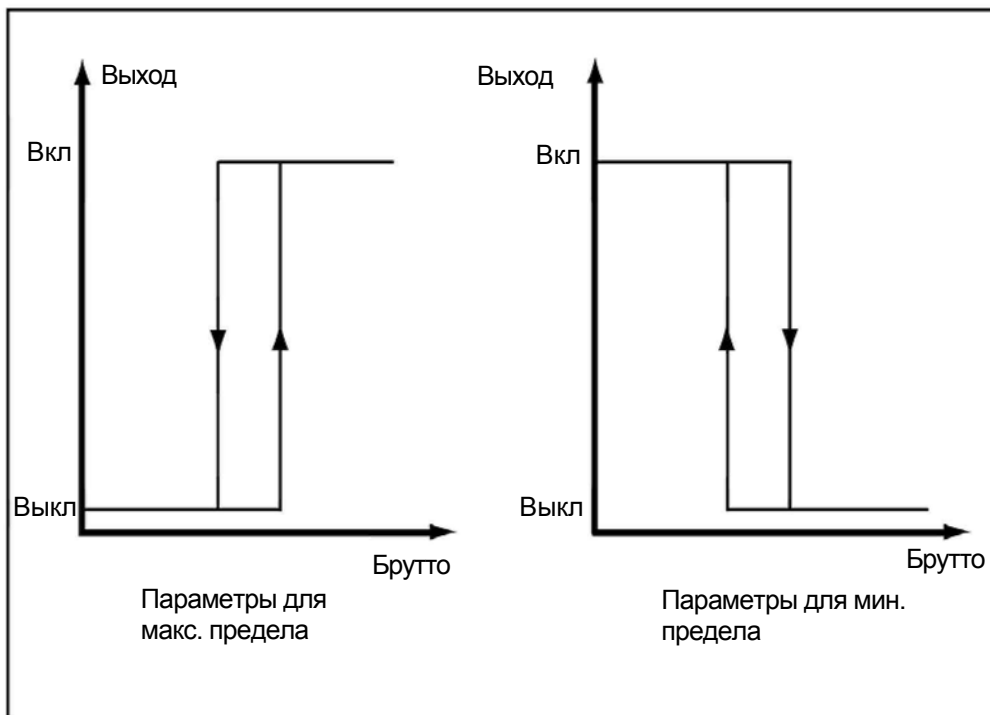 Выход
Вкл
Выкл
Брутто
Параметры для
макс. предела
Выход
Вкл
Выкл
Брутто
Параметры для мин.
предела